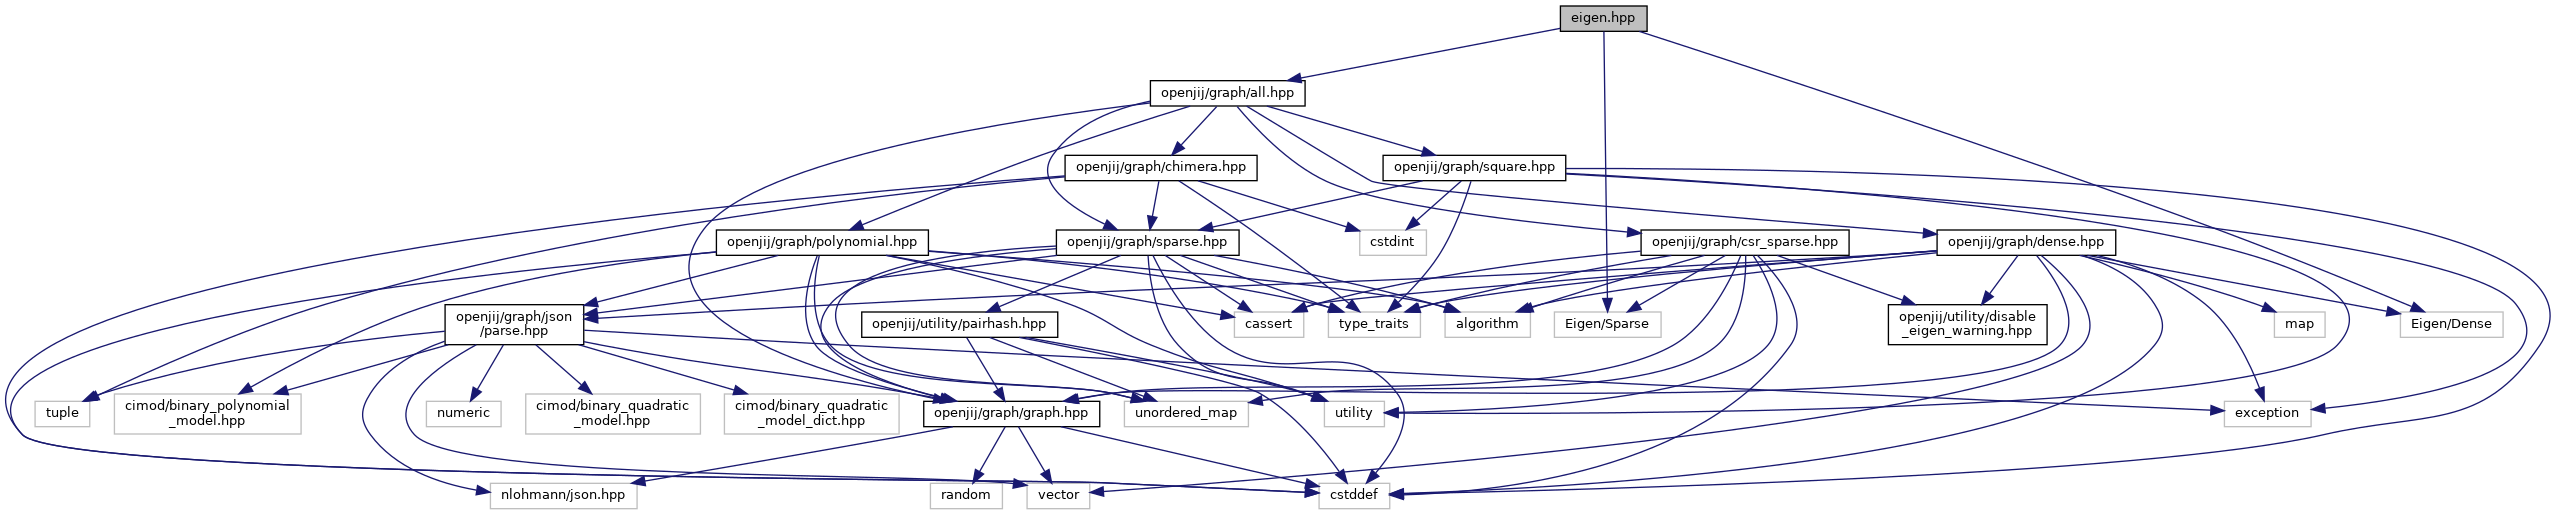 eigen.hpp
openjij/graph/all.hpp
openjij/graph/chimera.hpp
openjij/graph/square.hpp
openjij/graph/polynomial.hpp
openjij/graph/sparse.hpp
cstdint
openjij/graph/csr_sparse.hpp
openjij/graph/dense.hpp
openjij/graph/json
/parse.hpp
openjij/utility/pairhash.hpp
cassert
type_traits
algorithm
Eigen/Sparse
openjij/utility/disable
_eigen_warning.hpp
map
Eigen/Dense
tuple
cimod/binary_polynomial
_model.hpp
numeric
cimod/binary_quadratic
_model.hpp
cimod/binary_quadratic
_model_dict.hpp
openjij/graph/graph.hpp
unordered_map
utility
exception
nlohmann/json.hpp
random
vector
cstddef